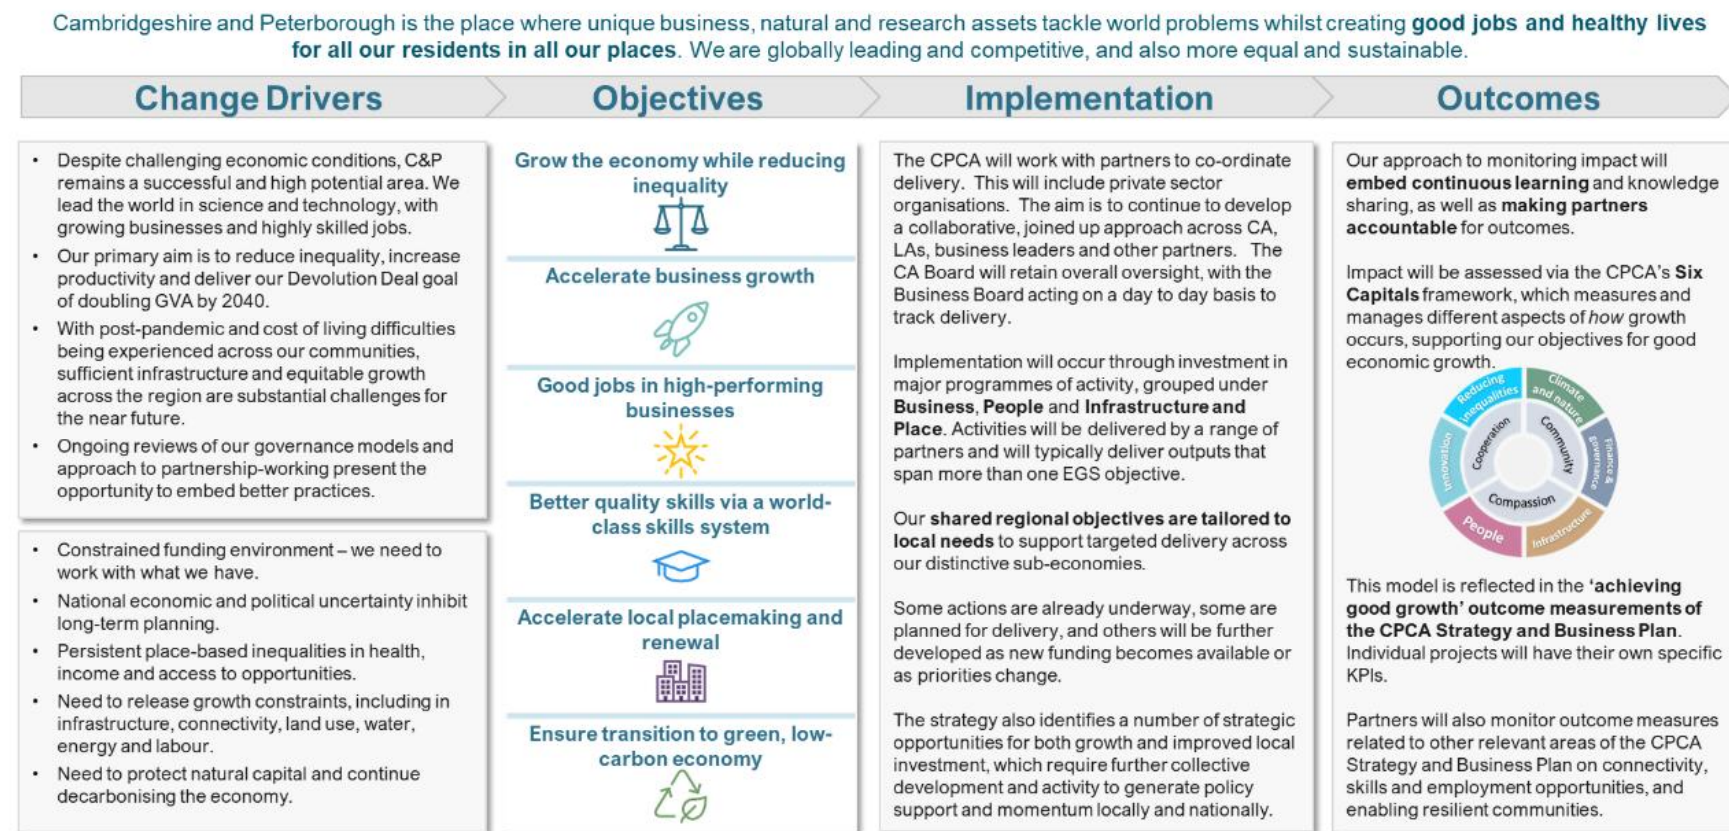 Cambridgeshire and Peterborough is the place where unique business, natural and research assets tackle world problems whilst creating good jobs and healthy lives
for all our residents in all our places. We are globally leading and competitive, and also more equal and sustainable.
Change Drivers
Objectives
Implementation
Outcomes
• Despite challenging economic conditions, C&P
remains a successful and high potential area. We
lead the world in science and technology, with
growing businesses and highly skilled jobs.
• Our primary aim is to reduce inequality, increase
productivity and deliver our Devolution Deal goal
of doubling GVA by 2040.
• With post-pandemic and cost of living difficulties
being experienced across our communities,
sufficient infrastructure and equitable growth
across the region are substantial challenges for
the near future.
• Ongoing reviews of our governance models and
approach to partnership-working present the
opportunity to embed better practices.
• Constrained funding environment – we need to
work with what we have.
• National economic and political uncertainty inhibit
long-term planning.
• Persistent place-based inequalities in health,
income and access to opportunities.
• Need to release growth constraints, including in
infrastructure, connectivity, land use, water,
energy and labour.
• Need to protect natural capital and continue
decarbonising the economy.
Grow the economy while reducing
inequality
Accelerate business growth
Good jobs in high-performing
businesses
Better quality skills via a world-
class skills system
Accelerate local placemaking and
renewal
Ensure transition to green, low-
carbon economy
The CPCA will work with partners to co-ordinate
delivery. This will include private sector
organisations. The aim is to continue to develop
a collaborative, joined up approach across CA,
LAs, business leaders and other partners. The
CA Board will retain overall oversight, with the
Business Board acting on a day to day basis to
track delivery.
Implementation will occur through investment in
major programmes of activity, grouped under
Business, People and Infrastructure and
Place. Activities will be delivered by a range of
partners and will typically deliver outputs that
span more than one EGS objective.
Our shared regional objectives are tailored to
local needs to support targeted delivery across
our distinctive sub-economies.
Some actions are already underway, some are
planned for delivery, and others will be further
developed as new funding becomes available or
as priorities change.
The strategy also identifies a number of strategic
opportunities for both growth and improved local
investment, which require further collective
development and activity to generate policy
support and momentum locally and nationally.
Our approach to monitoring impact will
embed continuous learning and knowledge
sharing, as well as making partners
accountable for outcomes.
Impact will be assessed via the CPCA's Six
Capitals framework, which measures and
manages different aspects of how growth
occurs, supporting our objectives for good
economic growth.
Reducing
inequalities
Climate
and nature
Finance &
governance
Infrastructure
People
Innovation
Cooperation
Community
Compassion
This model is reflected in the ‘achieving
good growth’ outcome measurements of
the CPCA Strategy and Business Plan.
Individual projects will have their own specific
KPIs.
Partners will also monitor outcome measures
related to other relevant areas of the CPCA
Strategy and Business Plan on connectivity,
skills and employment opportunities, and
enabling resilient communities.